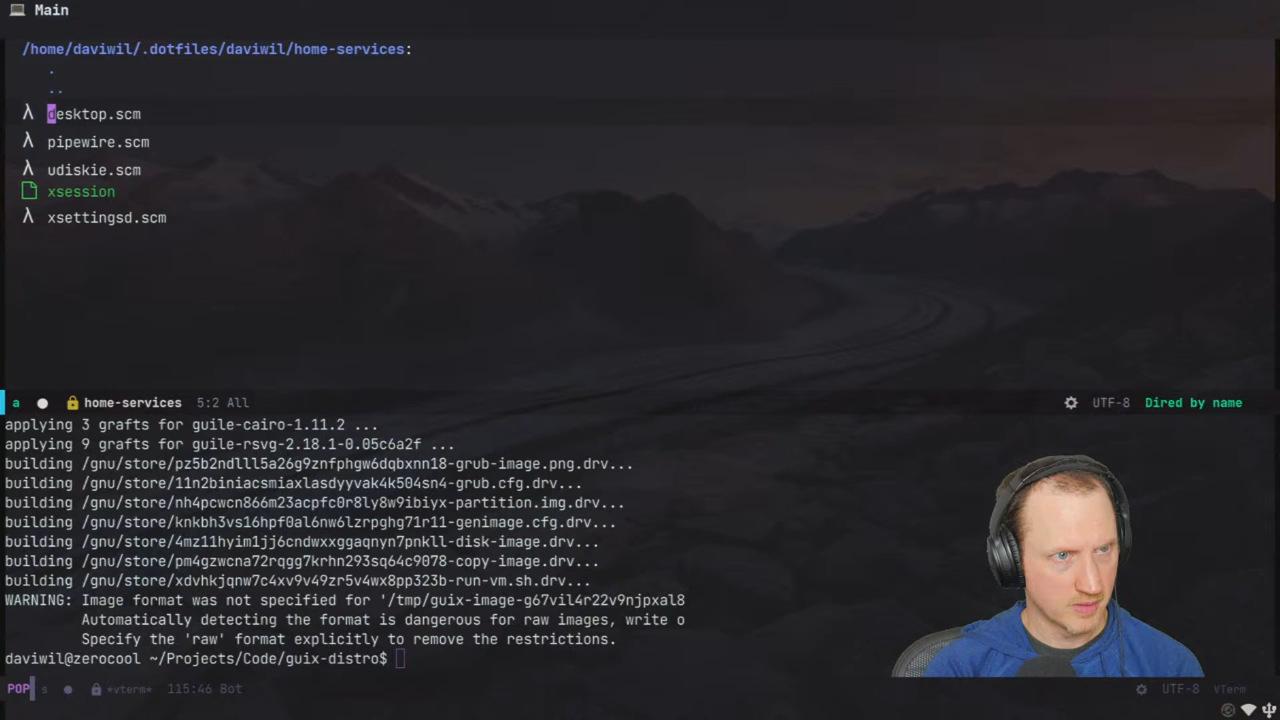 Main
/home/daviwil/.dotfiles/daviwil/home-services:
.
..
λ desktop.scm
λ pipewire.scm
λ udiskie.scm
xsession
λ xsettingsd.scm
a home-services 5:2 All UTF-8 Dired by name
applying 3 grafts for guile-cairo-1.11.2 ...
applying 9 grafts for guile-rsvg-2.18.1-0.05c6a2f ...
building /gnu/store/pz5b2ndlll5a26g9znfphgw6dqbxnn18-grub-image.png.drv...
building /gnu/store/11n2biniacsmiaxlasdyyvak4k504sn4-grub.cfg.drv...
building /gnu/store/nh4pcwcn866m23acpfc0r8ly8w9ibiyx-partition.img.drv...
building /gnu/store/knkbh3vs16hpf0al6nw6lzrpghg71r11-genimage.cfg.drv...
building /gnu/store/4mz11hyim1jj6cndwxxggaqnyn7pnkll-disk-image.drv...
building /gnu/store/pm4gzwcna72rqgg7krhn293sq64c9078-copy-image.drv...
building /gnu/store/xdvhkjqnw7c4xv9v49zr5v4wx8pp323b-run-vm.sh.drv...
WARNING: Image format was not specified for '/tmp/guix-image-g67vil4r22v9njpxal8
Automatically detecting the format is dangerous for raw images, write o
Specify the 'raw' format explicitly to remove the restrictions.
daviwil@zerocool ~/Projects/Code/guix-distro$
POP s *vterm* 115:46 Bot UTF-8 VTerm